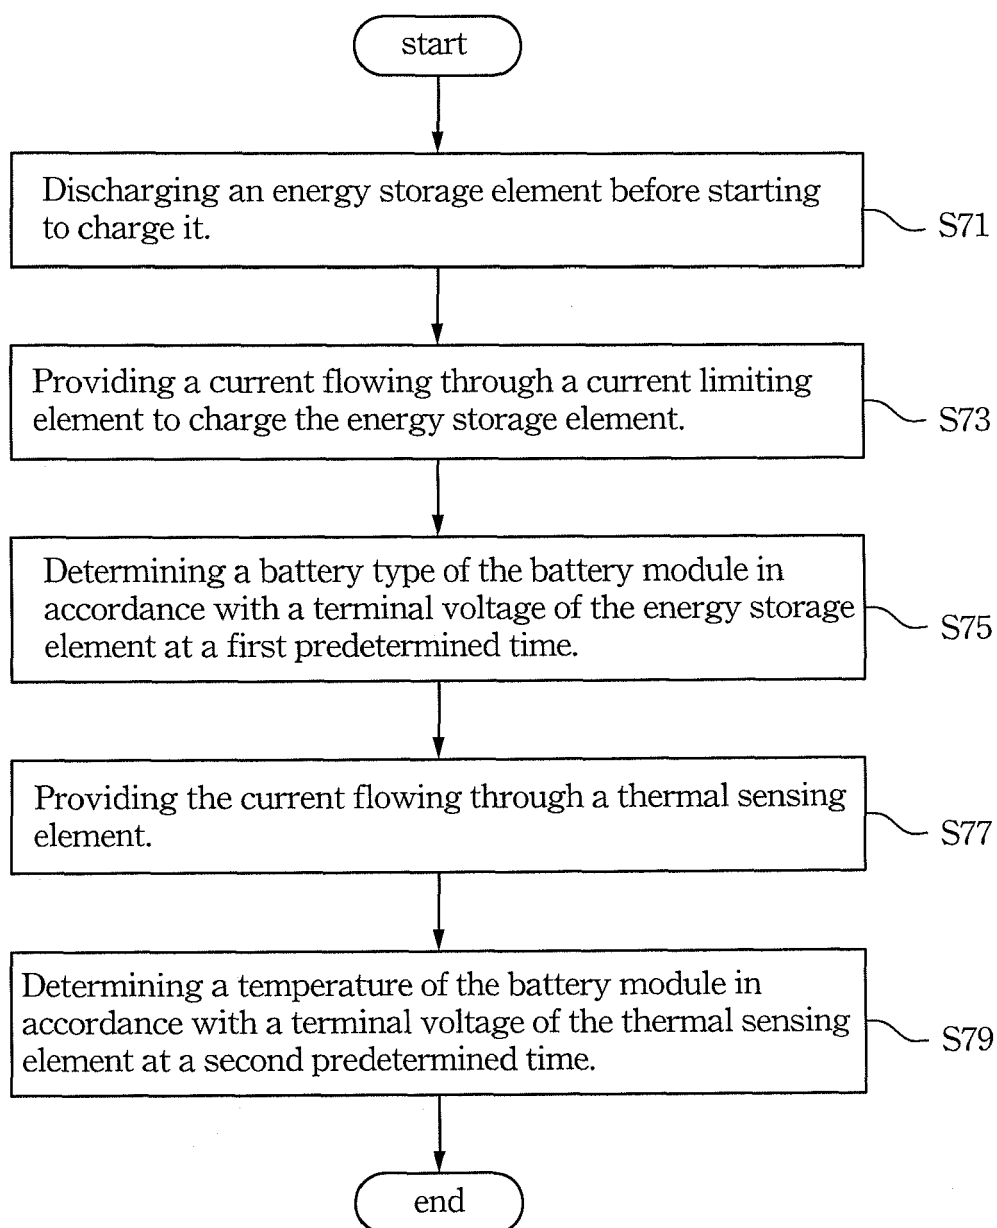 start
Discharging an energy storage element before starting
to charge it.
S71
Providing a current flowing through a current limiting
element to charge the energy storage element.
S73
Determining a battery type of the battery module in
accordance with a terminal voltage of the energy storage
element at a first predetermined time.
S75
Providing the current flowing through a thermal sensing
element.
S77
Determining a temperature of the battery module in
accordance with a terminal voltage of the thermal sensing
element at a second predetermined time.
S79
end